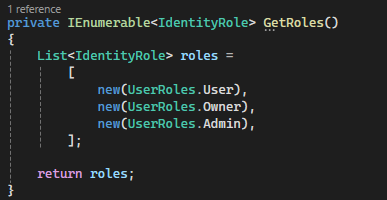 1 reference
private IEnumerable<IdentityRole> GetRoles()
{
    List<IdentityRole> roles =
        [
            new(UserRoles.User),
            new(UserRoles.Owner),
            new(UserRoles.Admin),
        ];
    return roles;
}